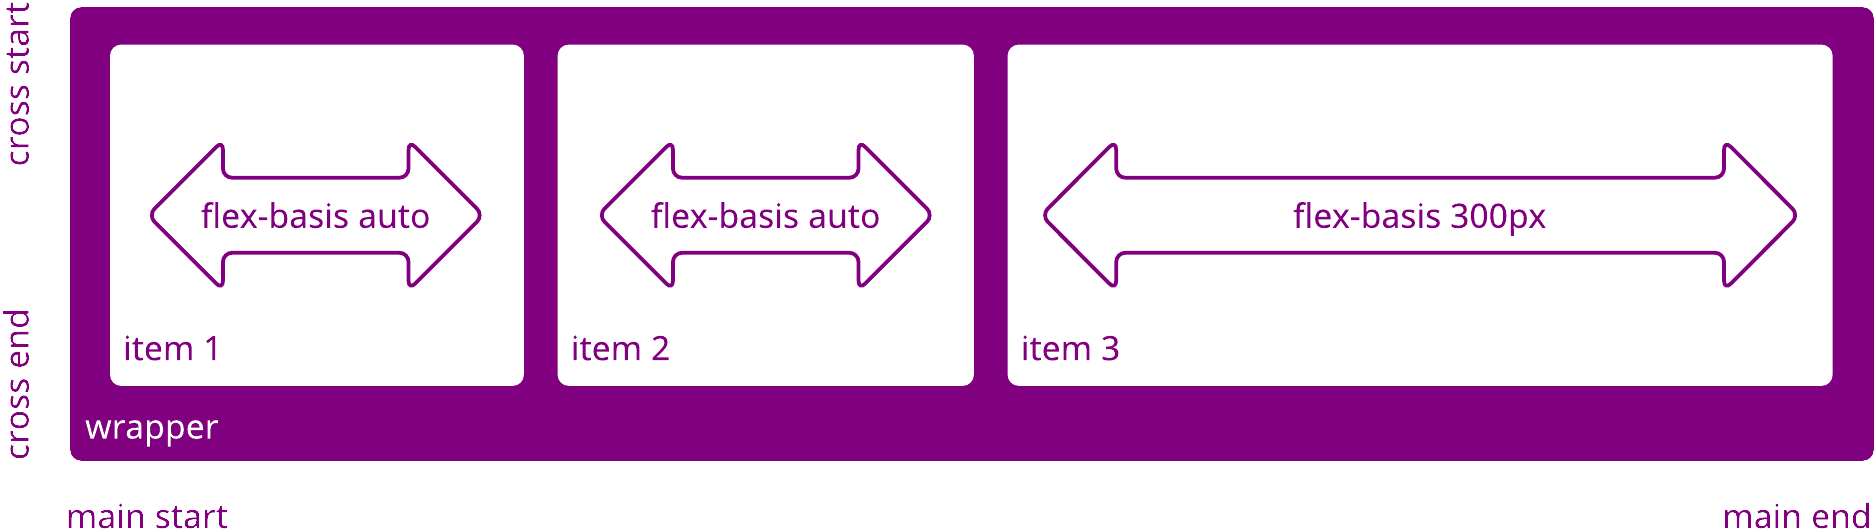 cross start
cross end
flex-basis auto
flex-basis auto
flex-basis 300px
item 1
item 2
item 3
wrapper
main start
main end